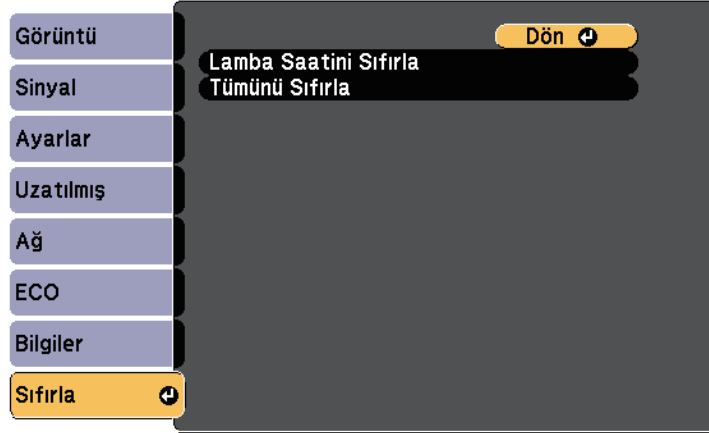 Görüntü
Sinyal
Ayarlar
Uzatılmış
Ağ
ECO
Bilgiler
Sıfırla
Dön
Lamba Saatini Sıfırla
Tümünü Sıfırla